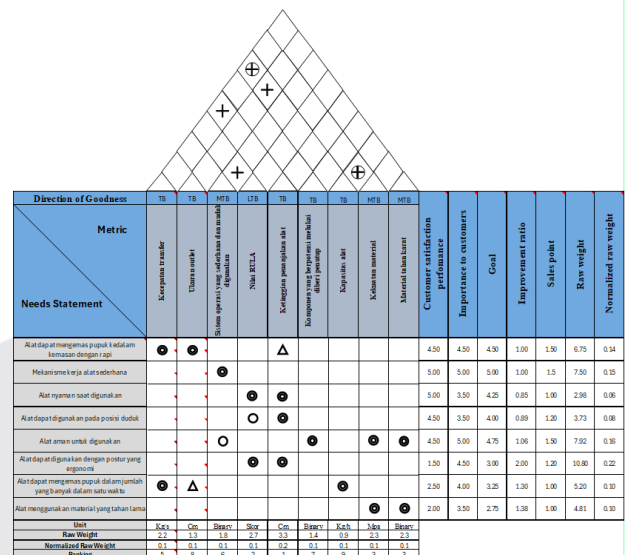 Direction of Goodness TB TB MTB LTB TB TB TB MTB MTB
Metric
Needs Statement
Kecepatan transfer
Ukuran outlet
Sistem operasi yang sederhana dan mudah
digunakan
Nilai RULA
Ketinggian penanjakan alat
Komponen yang berpotensi melukai
diberi penutup
Kapasitas alat
Kekuatan material
Material tahan karat
Customer satisfaction
perfomance
Importance to customers
Goal
Improvement ratio
Sales point
Raw weight
Normalized raw weight
Alat dapat mengemas pupuk kedalam
kemasan dengan rapi
4.50 4.50 4.50 1.00 1.50 6.75 0.14
Mekanisme kerja alat sederhana
5.00 5.00 5.00 1.00 1.5 7.50 0.15
Alat nyaman saat digunakan
5.00 3.50 4.25 0.85 1.00 2.98 0.06
Alat dapat digunakan pada posisi duduk
4.50 3.50 4.00 0.89 1.20 3.73 0.08
Alat aman untuk digunakan
4.50 5.00 4.75 1.06 1.50 7.92 0.16
Alat dapat digunakan dengan postur yang
ergonomi
1.50 4.50 3.00 2.00 1.20 10.80 0.22
Alat dapat mengemas pupuk dalam jumlah
yang banyak dalam satu waktu
2.50 4.00 3.25 1.30 1.00 5.20 0.10
Alat menggunakan material yang tahan lama
2.00 3.50 2.75 1.38 1.00 4.81 0.10
Unit Kg/s Cm Binary Skor Cm Binary Kg/h Mpa Binary
Raw Weight 2.2 1.3 1.8 2.7 3.3 1.4 0.9 2.3 2.3
Normalized Raw Weight 0.1 0.1 0.1 0.1 0.2 0.1 0.1 0.1 0.1
Ranking 5 8 6 2 1 7 9 3 3